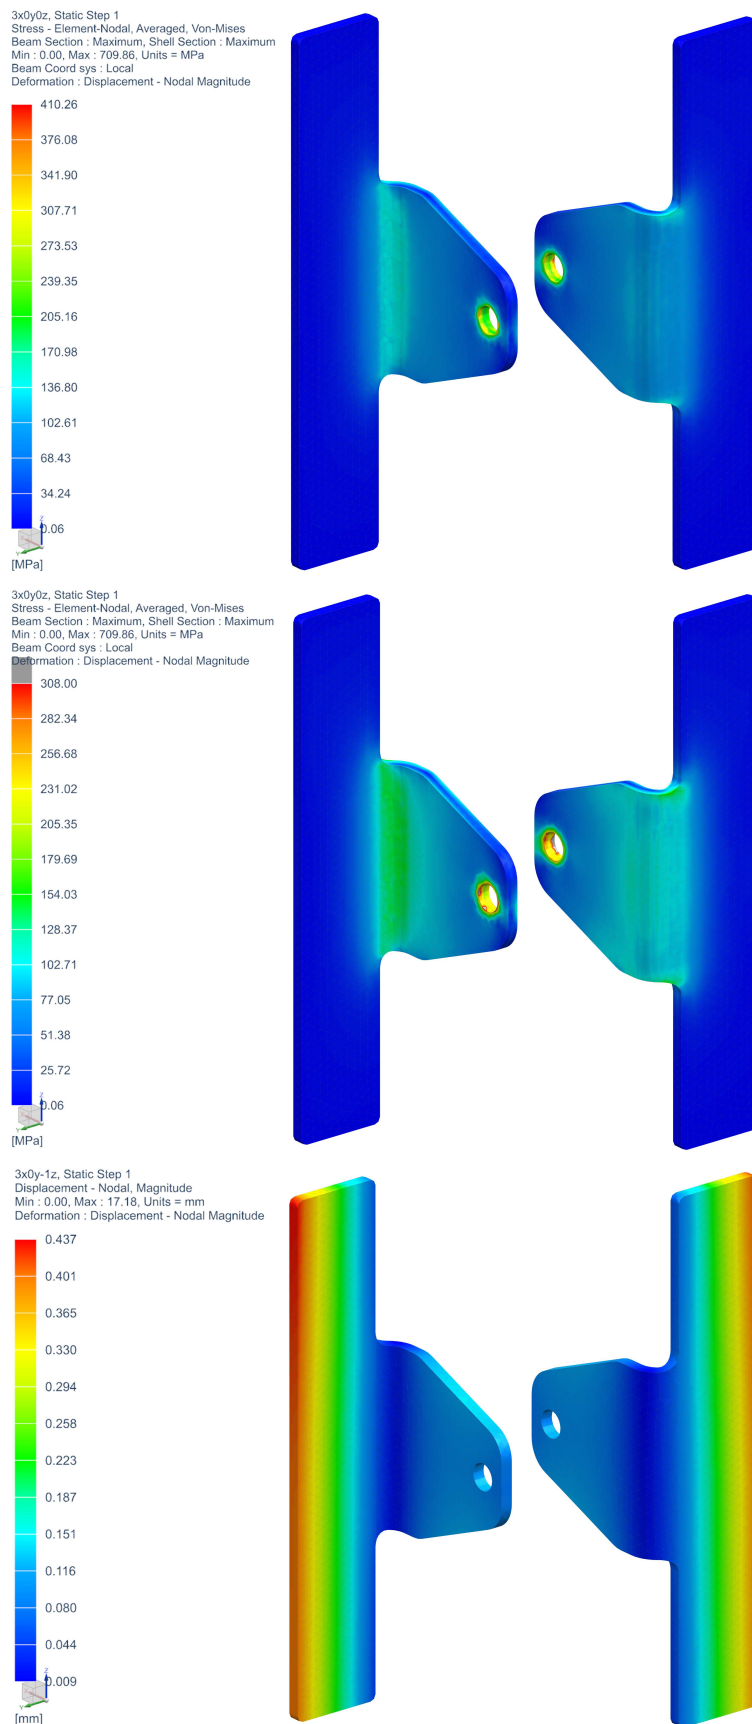 3x0y0z, Static Step 1
Stress - Element-Nodal, Averaged, Von-Mises
Beam Section : Maximum, Shell Section : Maximum
Min : 0.00, Max : 709.86, Units = MPa
Beam Coord sys : Local
Deformation : Displacement - Nodal Magnitude
410.26
376.08
341.90
307.71
273.53
239.35
205.16
170.98
136.80
102.61
68.43
34.24
0.06
Z
Y
[MPa]
3x0y0z, Static Step 1
Stress - Element-Nodal, Averaged, Von-Mises
Beam Section : Maximum, Shell Section : Maximum
Min : 0.00, Max : 709.86, Units = MPa
Beam Coord sys : Local
Deformation : Displacement - Nodal Magnitude
308.00
282.34
256.68
231.02
205.35
179.69
154.03
128.37
102.71
77.05
51.38
25.72
0.06
Z
Y
[MPa]
3x0y-1z, Static Step 1
Displacement - Nodal, Magnitude
Min : 0.00, Max : 17.18, Units = mm
Deformation : Displacement - Nodal Magnitude
0.437
0.401
0.365
0.330
0.294
0.258
0.223
0.187
0.151
0.116
0.080
0.044
0.009
Z
Y
[mm]